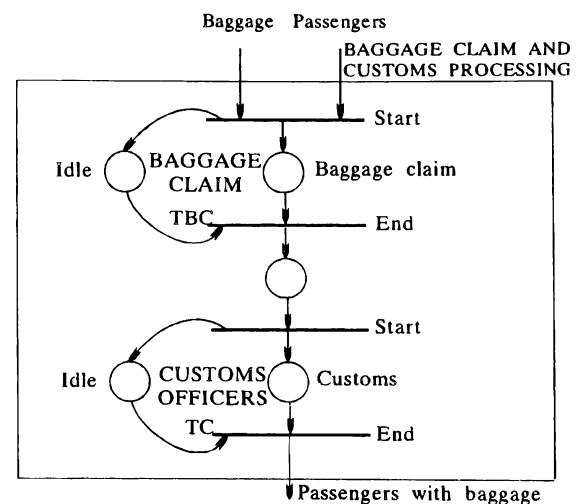 Baggage Passengers
BAGGAGE CLAIM AND
CUSTOMS PROCESSING
Start
Idle
BAGGAGE
CLAIM
Baggage claim
TBC
End
Start
Idle
CUSTOMS
OFFICERS
Customs
TC
End
Passengers with baggage